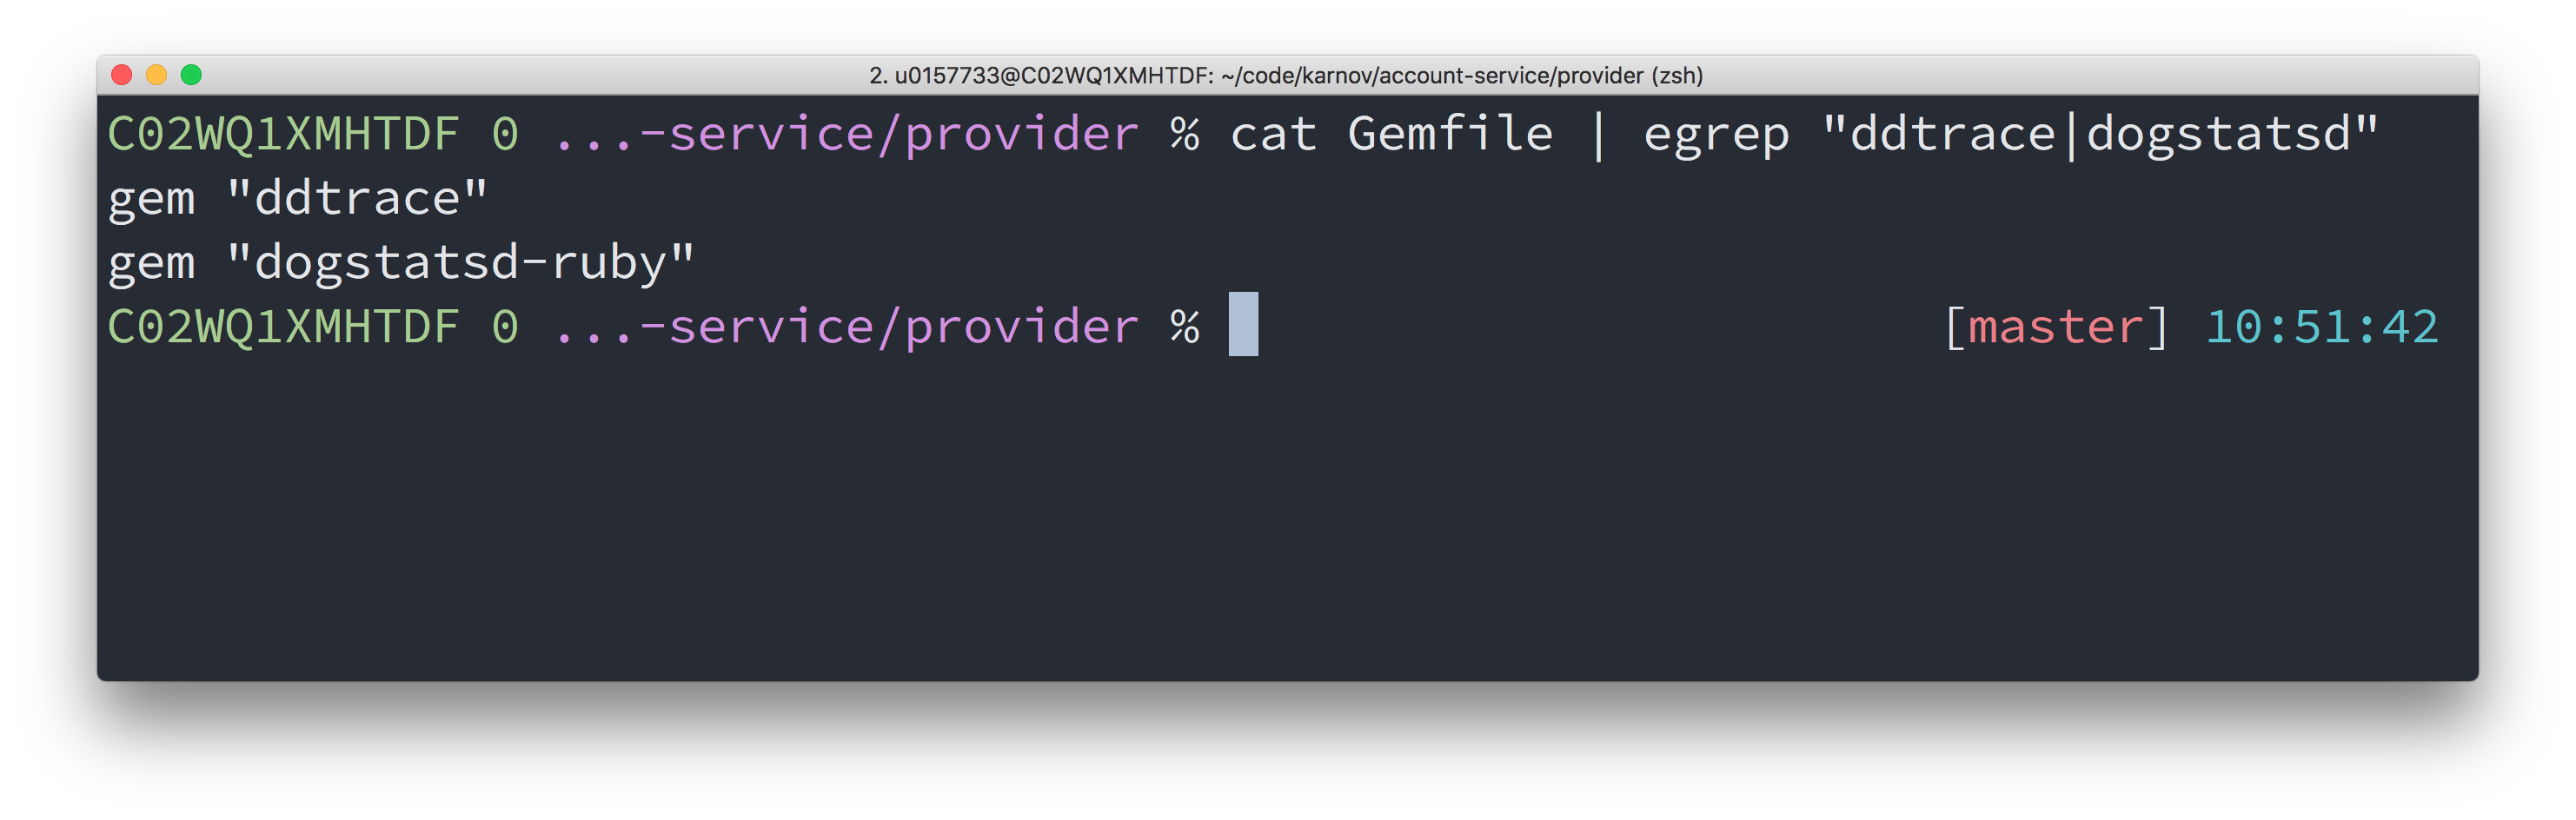 2. u0157733@C02WQ1XMHTDF: ~/code/karnov/account-service/provider (zsh)
C02WQ1XMHTDF 0 ...-service/provider % cat Gemfile | egrep "ddtrace|dogstatsd"
gem "ddtrace"
gem "dogstatsd-ruby"
C02WQ1XMHTDF 0 ...-service/provider % [master] 10:51:42